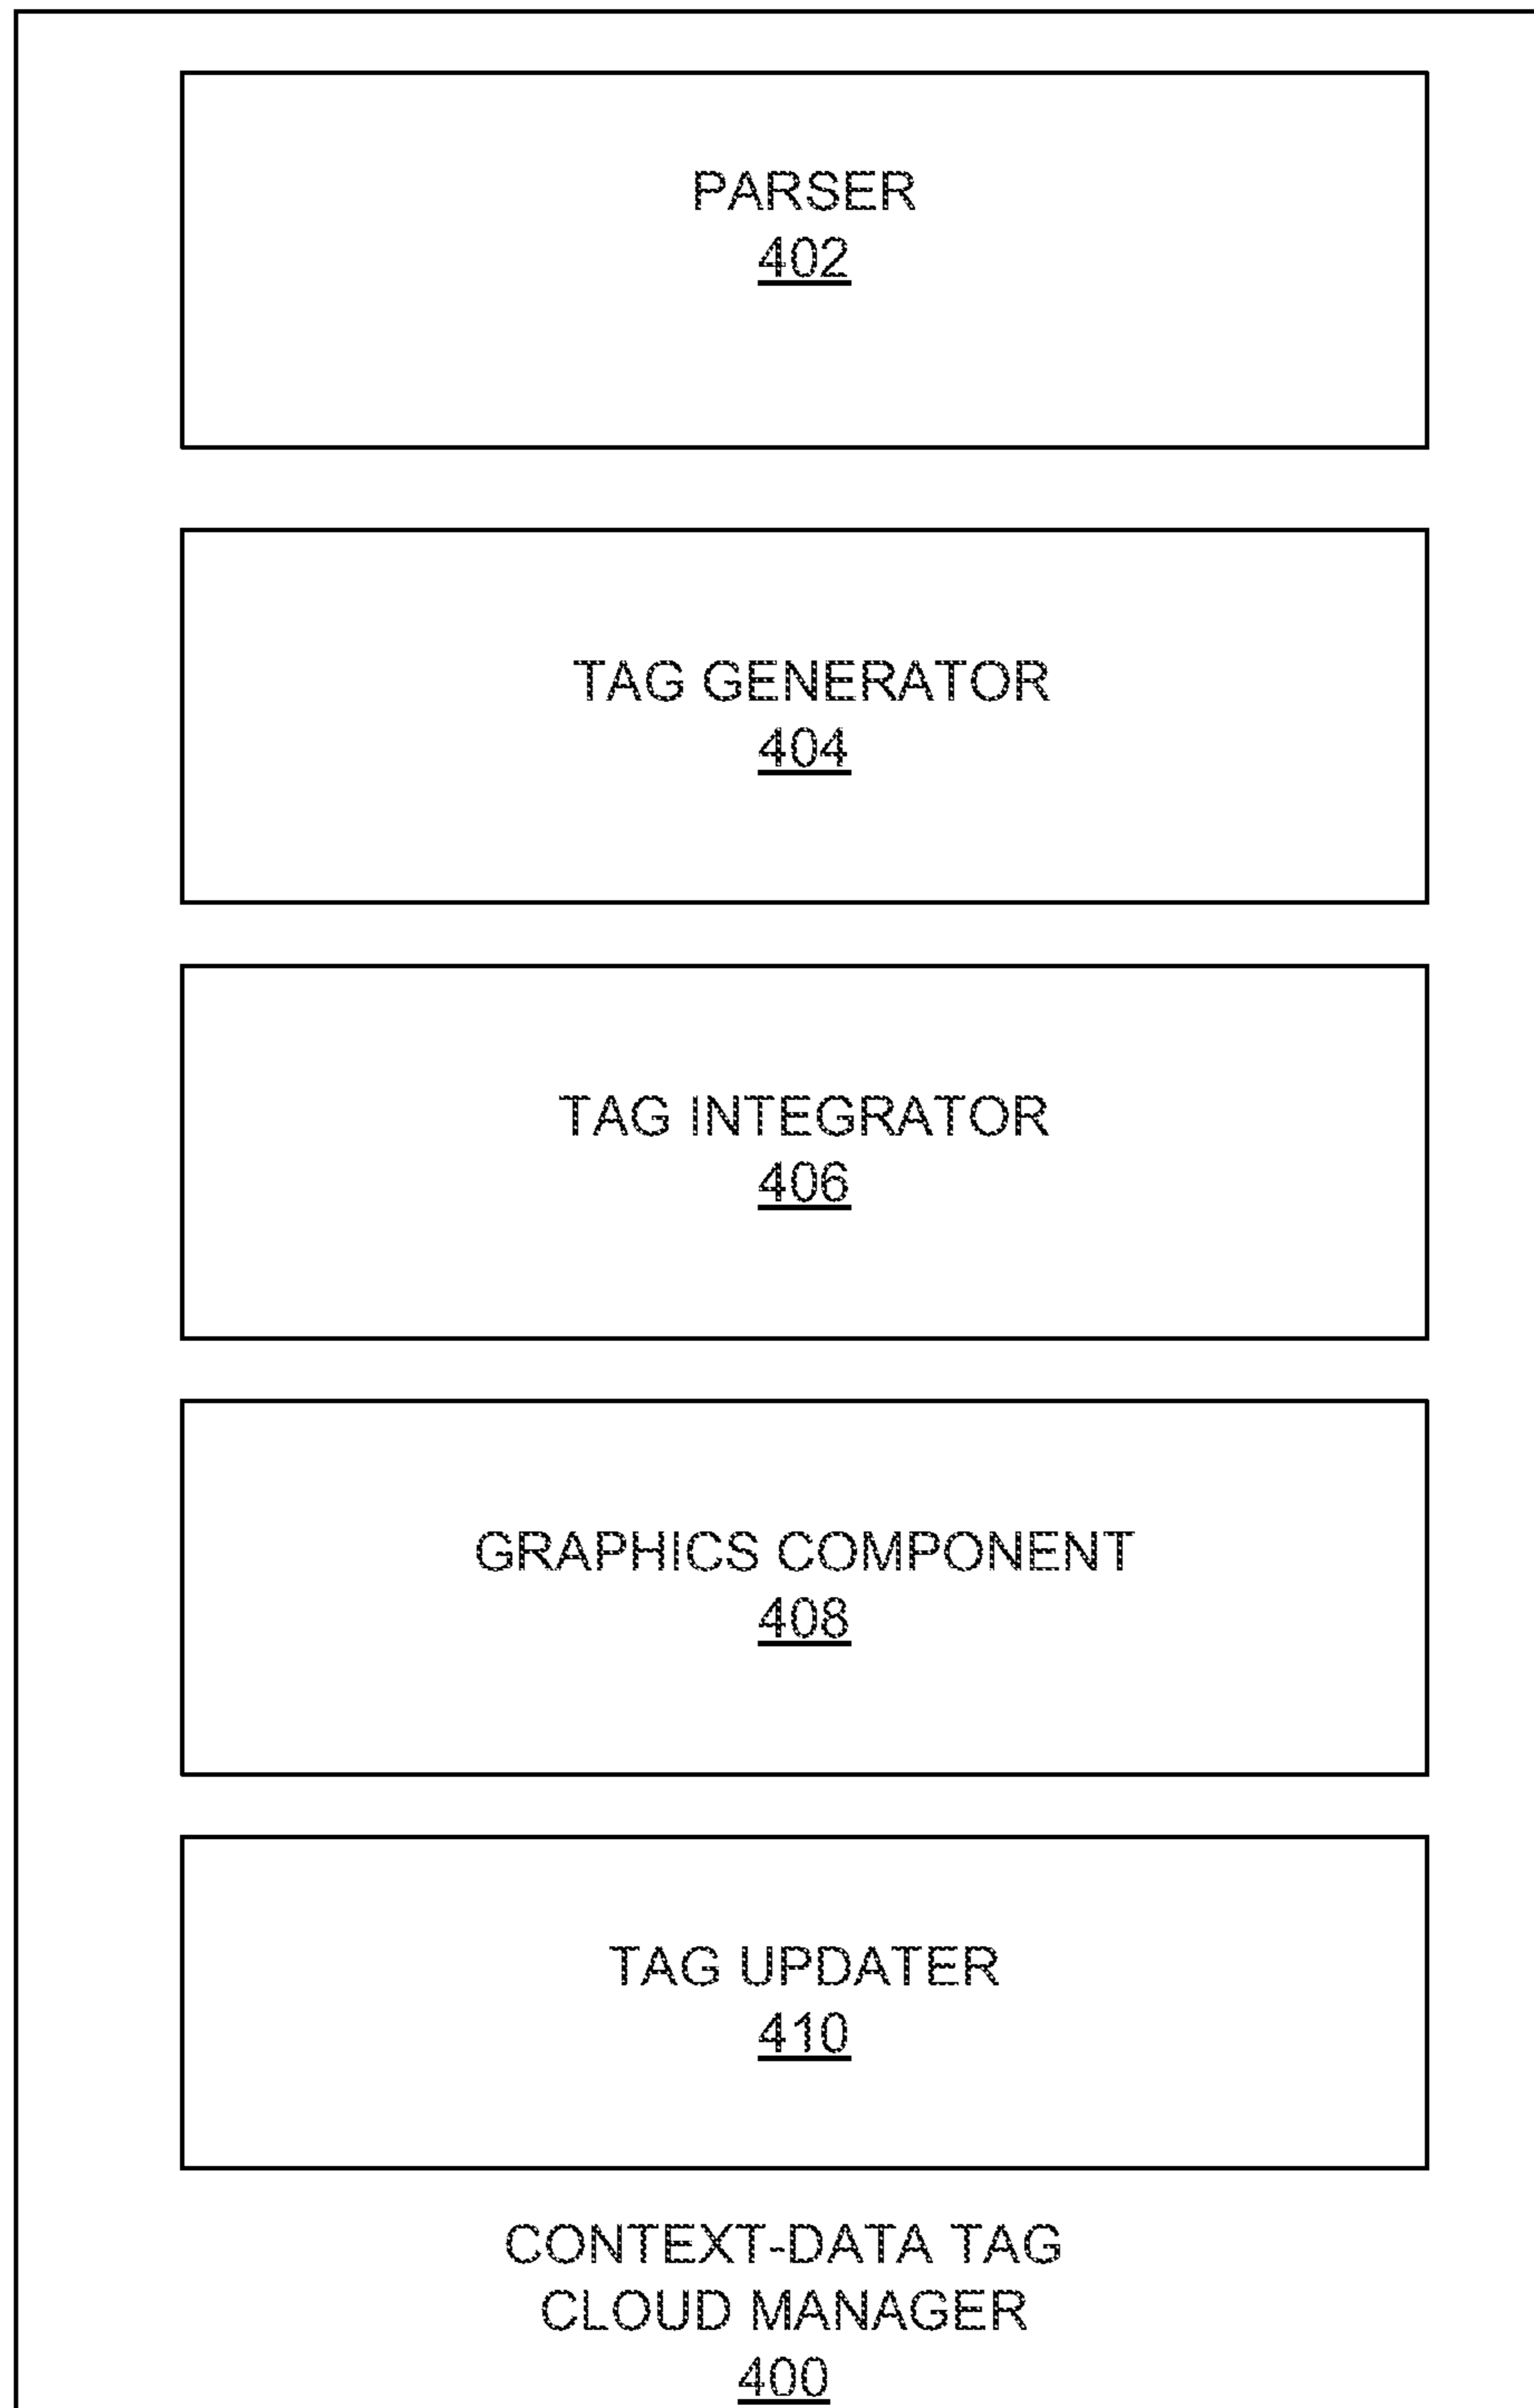 PARSER
402
TAG GENERATOR
404
TAG INTEGRATOR
406
GRAPHICS COMPONENT
408
TAG UPDATER
410
CONTEXT-DATA TAG
CLOUD MANAGER
400